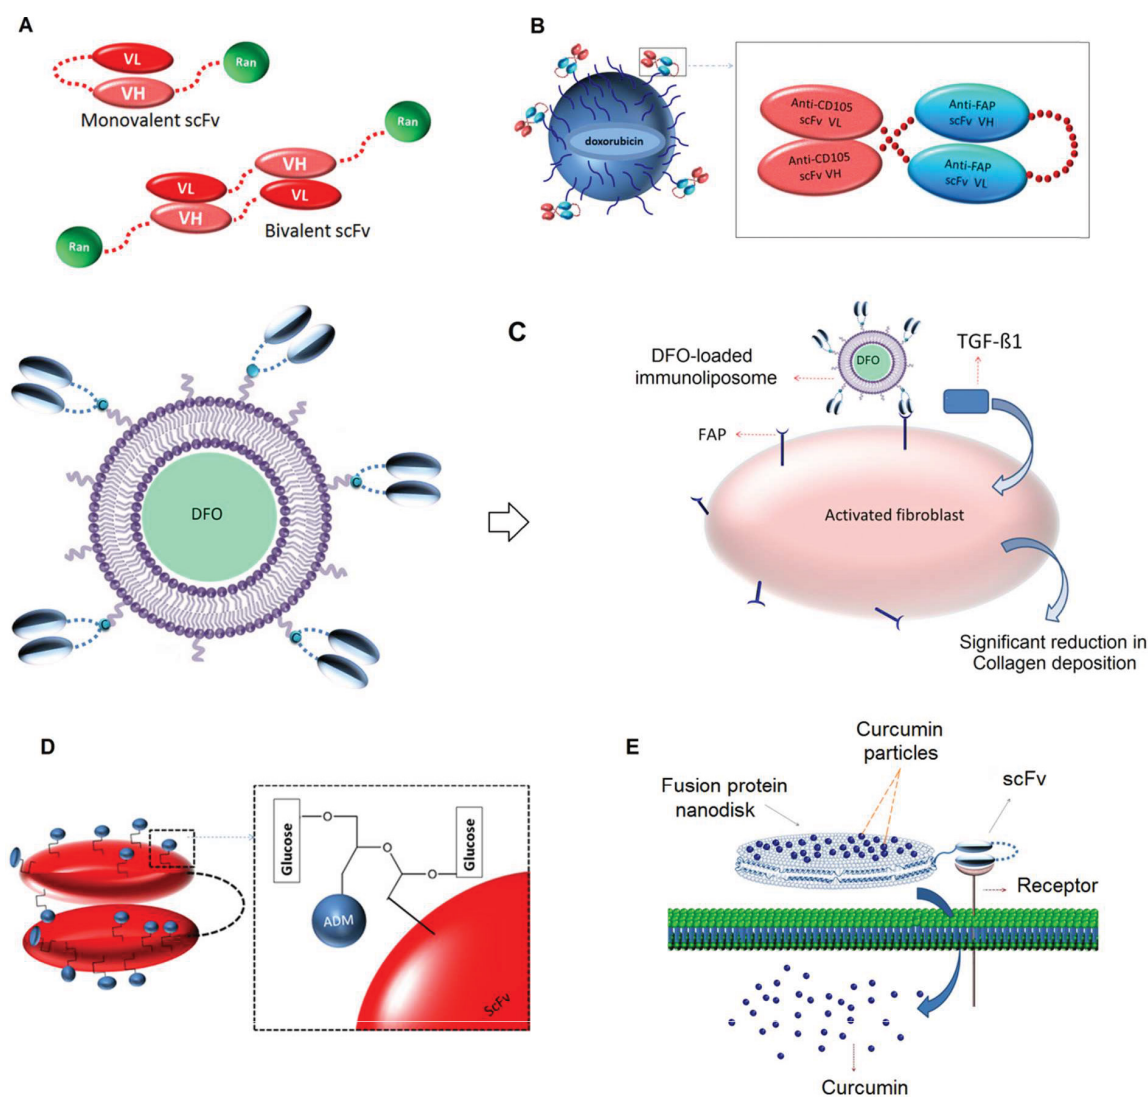 A
VL
VH
Ran
Monovalent scFv
Ran
VH
VL
VL
VH
Ran
Bivalent scFv
B
doxorubicin
Anti-CD105
scFv VL
Anti-FAP
scFv VH
Anti-CD105
scFv VH
Anti-FAP
scFv VL
C
DFO
C
C
C
C
C
DFO-loaded
immunoliposome
DFO
TGF-ß1
FAP
Activated fibroblast
Significant reduction in
Collagen deposition
D
Glucose
O
O
O
Glucose
ADM
ScFv
E
Curcumin
particles
Fusion protein
nanodisk
scFv
Receptor
Curcumin